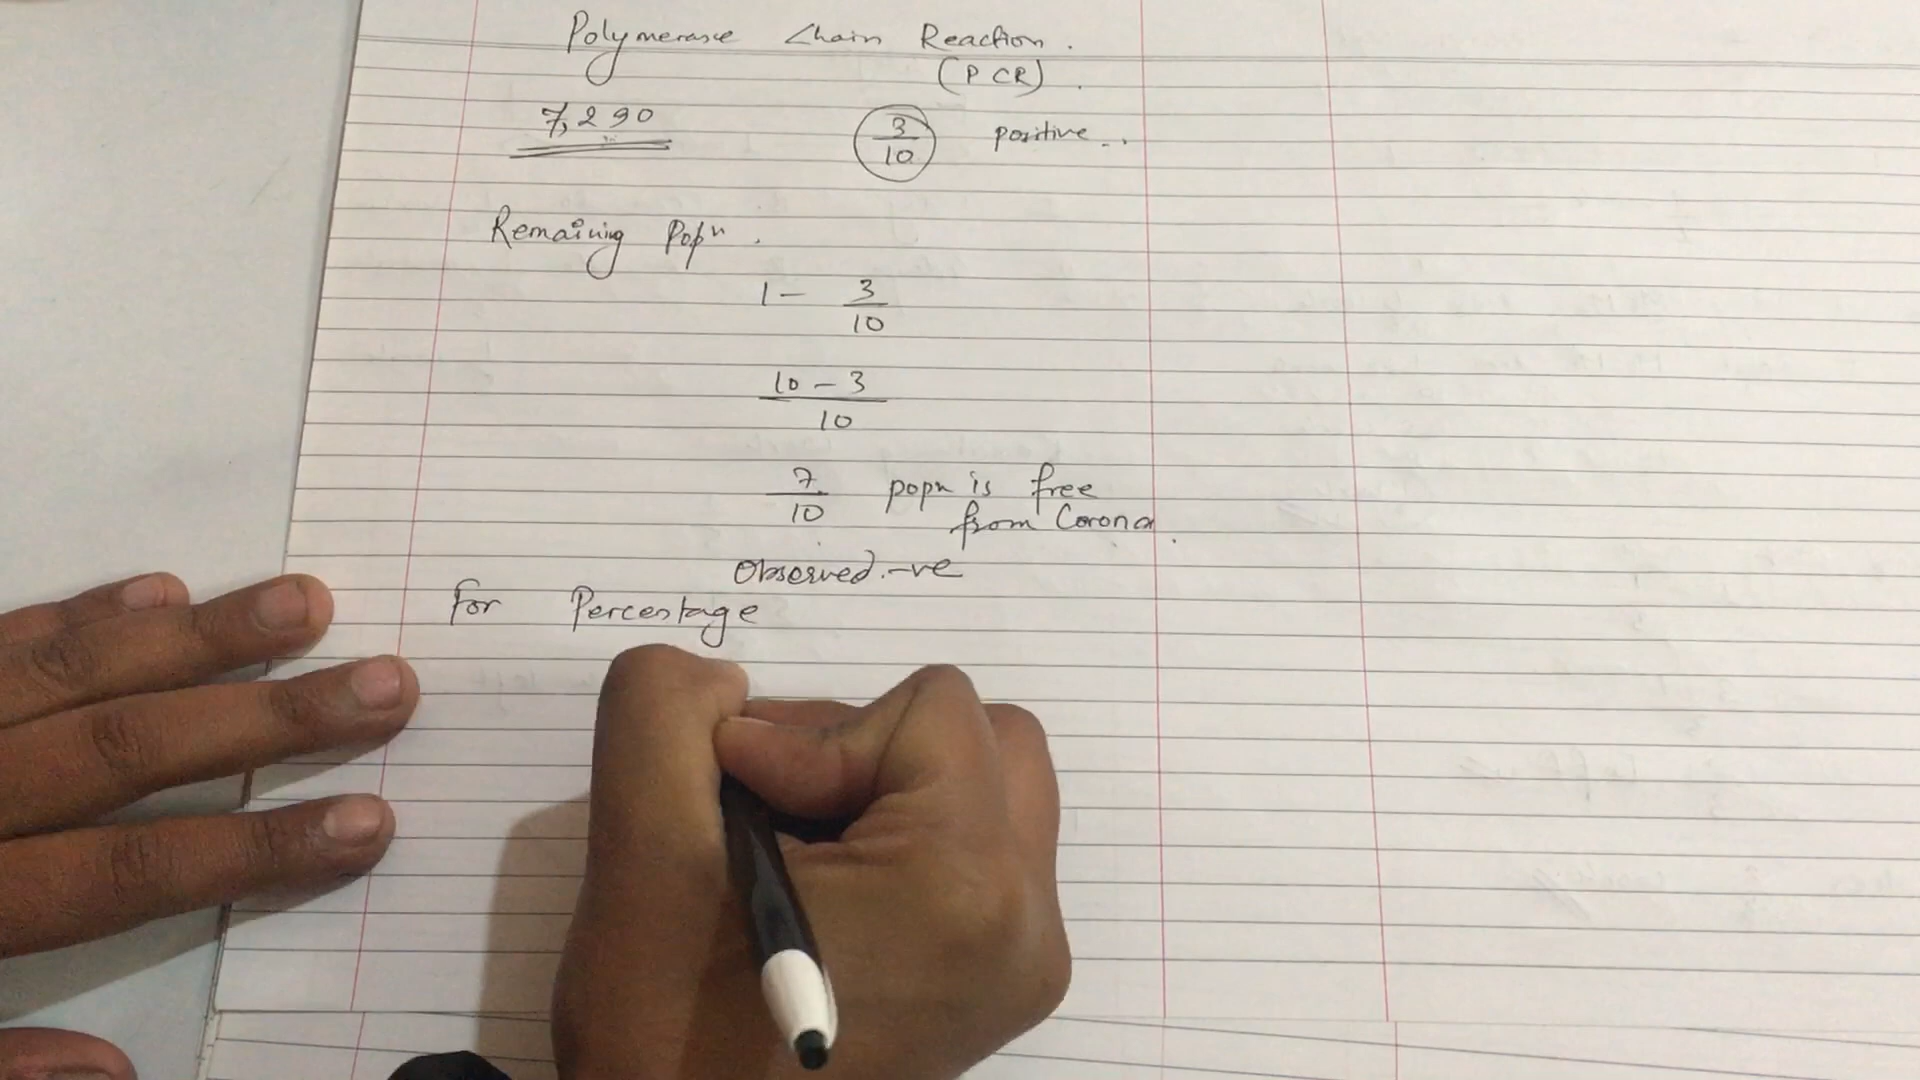 Polymerase Chain Reaction.
(PCR).
7,290
3/10 positive..
Remaining Popn.
1 - 3/10
10 - 3
10
7/10 popn is free
from Corona.
Observed -ve
for Percentage